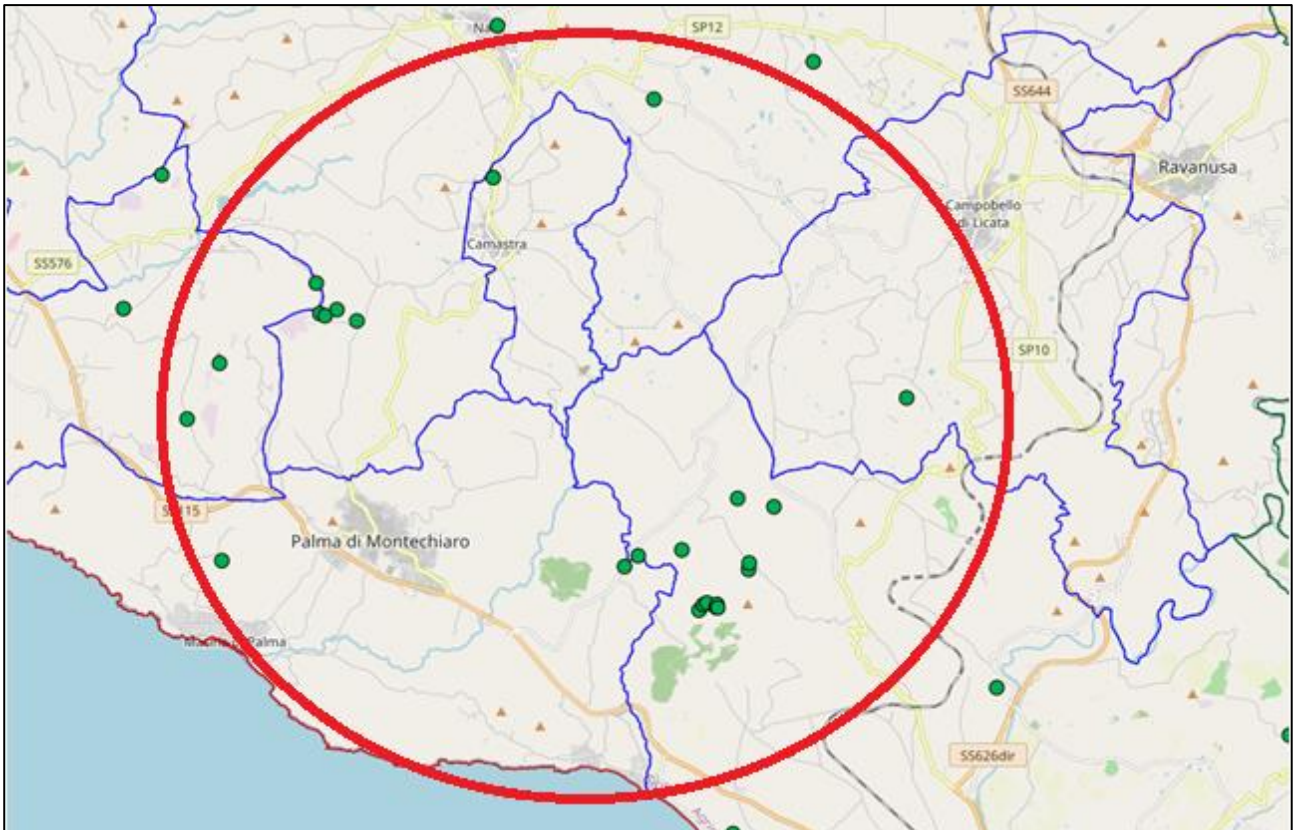 SP12
SS644
Ravanusa
Campobello
di Licata
Camastra
SS576
SP10
Palma di Montechiaro
SS626dir